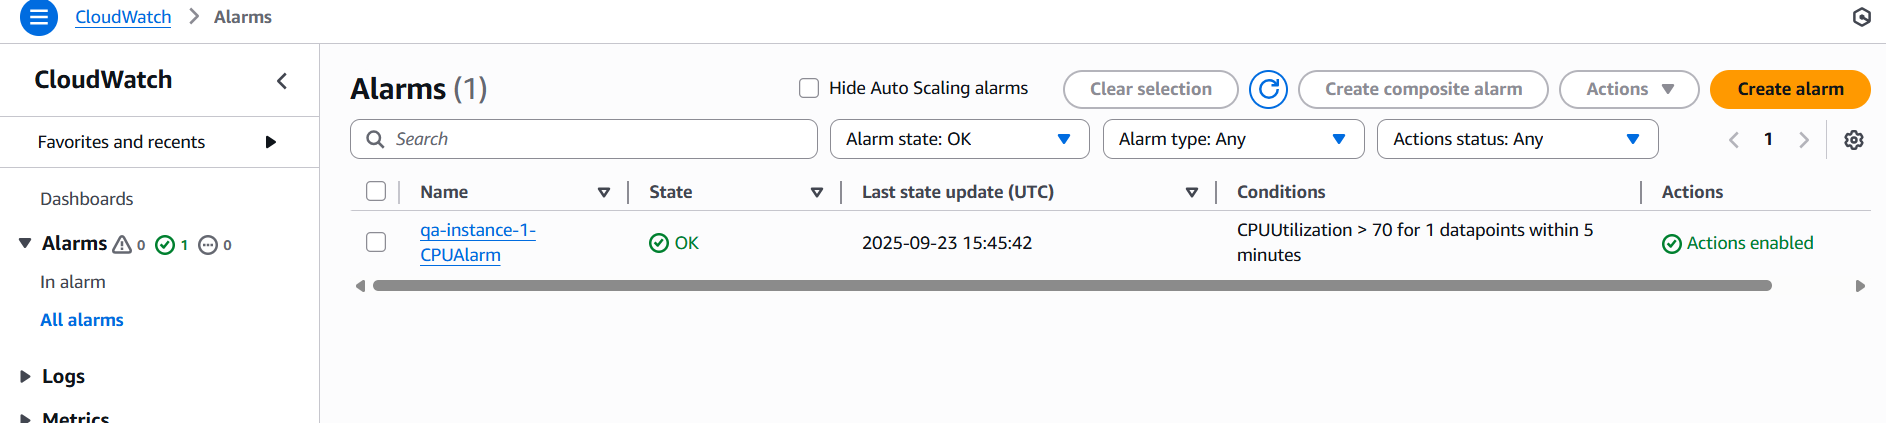 CloudWatch > Alarms
CloudWatch
Favorites and recents
Dashboards
Alarms 0 1 0
In alarm
All alarms
Logs
Metrics
Alarms (1)
Hide Auto Scaling alarms
Clear selection
Create composite alarm
Actions
Create alarm
Search
Alarm state: OK
Alarm type: Any
Actions status: Any
1
Name State Last state update (UTC) Conditions Actions
qa-instance-1-
CPUAlarm
OK
2025-09-23 15:45:42
CPUUtilization > 70 for 1 datapoints within 5
minutes
Actions enabled